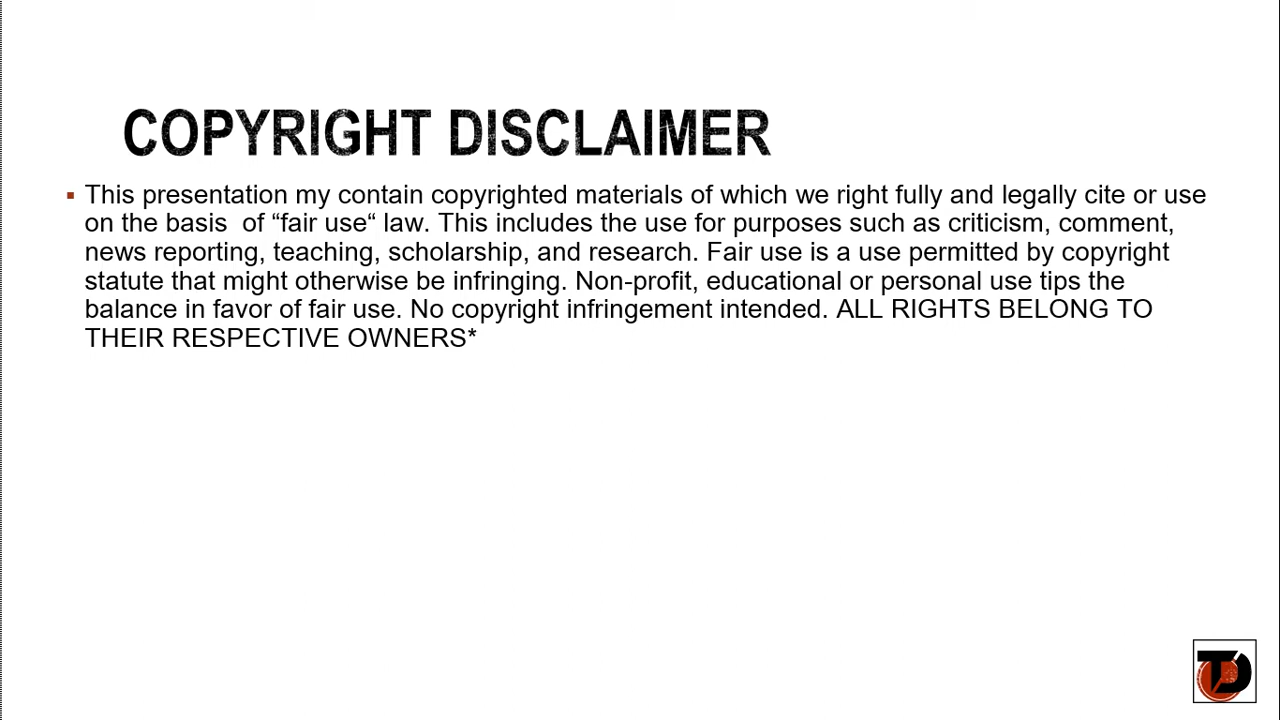 COPYRIGHT DISCLAIMER
▪ This presentation my contain copyrighted materials of which we right fully and legally cite or use
on the basis  of “fair use“ law. This includes the use for purposes such as criticism, comment,
news reporting, teaching, scholarship, and research. Fair use is a use permitted by copyright
statute that might otherwise be infringing. Non-profit, educational or personal use tips the
balance in favor of fair use. No copyright infringement intended. ALL RIGHTS BELONG TO
THEIR RESPECTIVE OWNERS*
TD